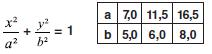 x²/a² + y²/b² = 1
a 7,0 11,5 16,5
b 5,0 6,0 8,0